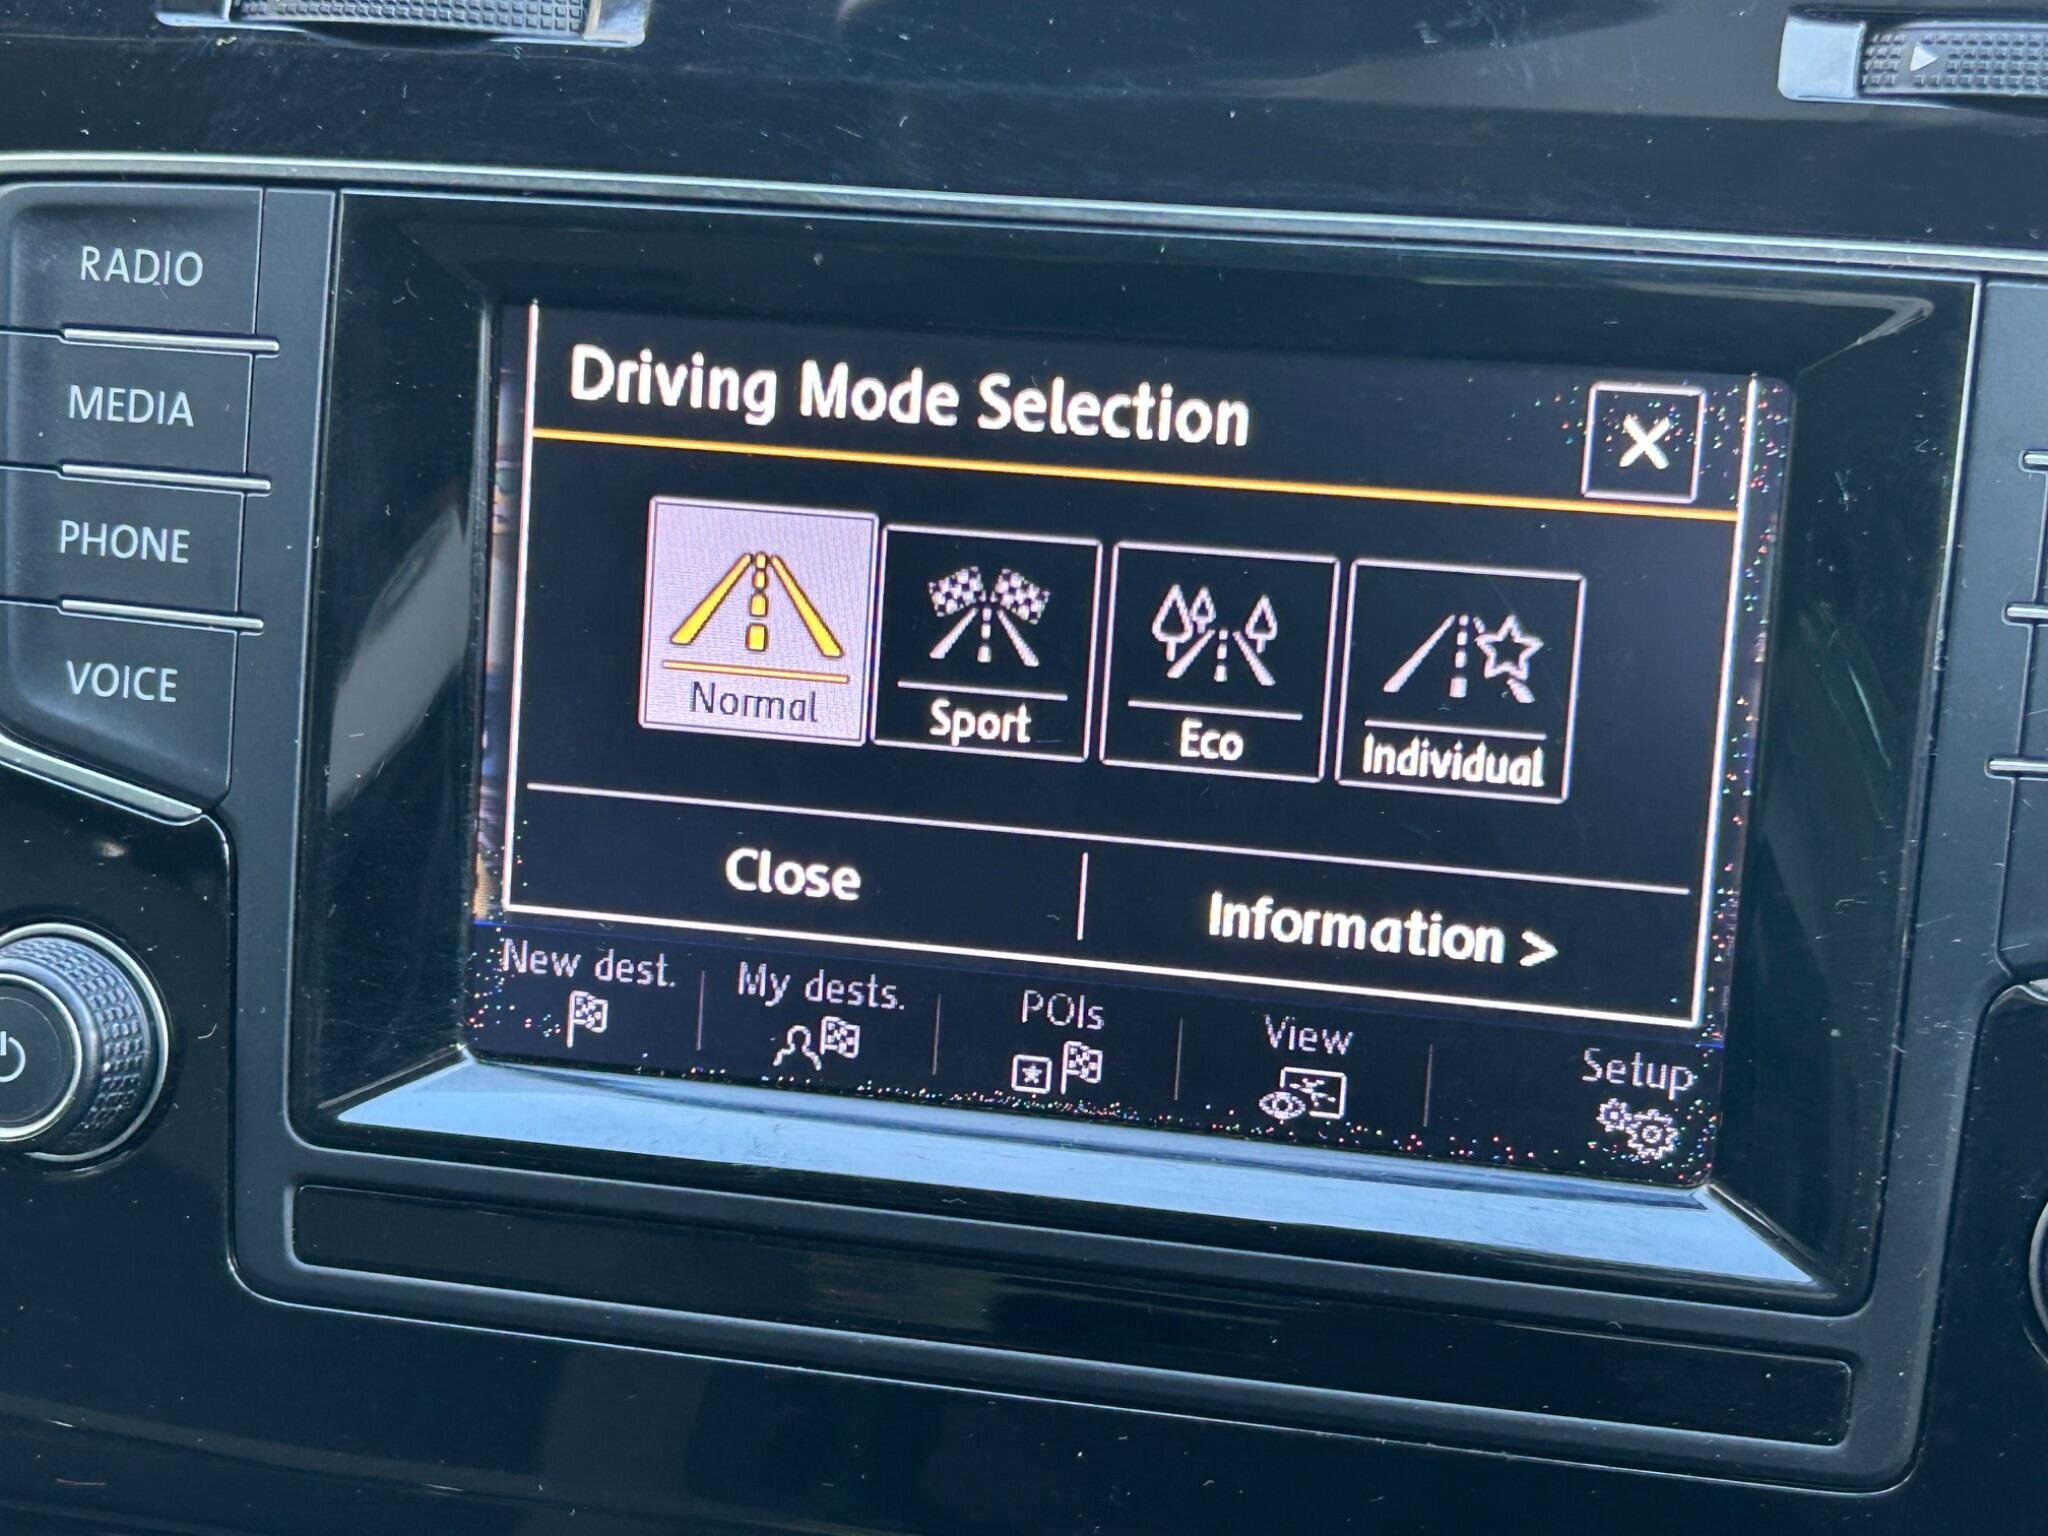 RADIO
MEDIA
PHONE
VOICE
Driving Mode Selection
Normal
Sport
Eco
Individual
Close
Information >
New dest.
My dests.
POIs
View
Setup